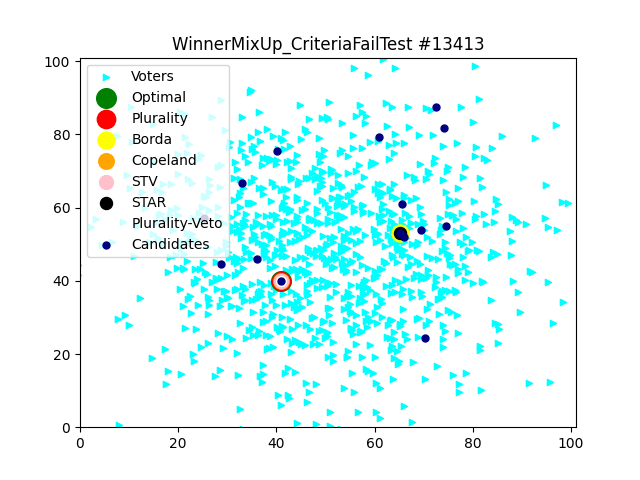 WinnerMixUp_CriteriaFailTest #13413
100
80
60
40
20
0
0 20 40 60 80 100
Voters
Optimal
Plurality
Borda
Copeland
STV
STAR
Plurality-Veto
Candidates